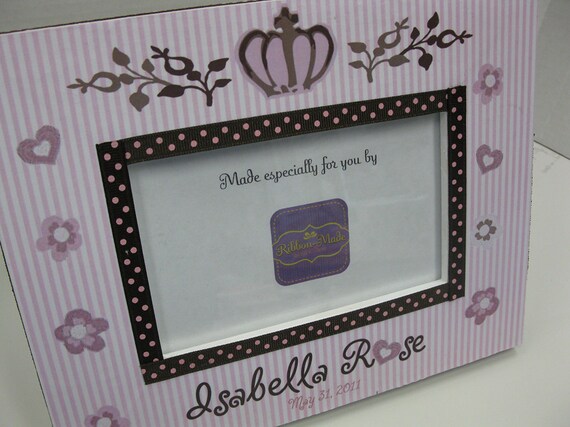 Made especially for you by
Ribbon-Made
Isabella Rose
May 31, 2011